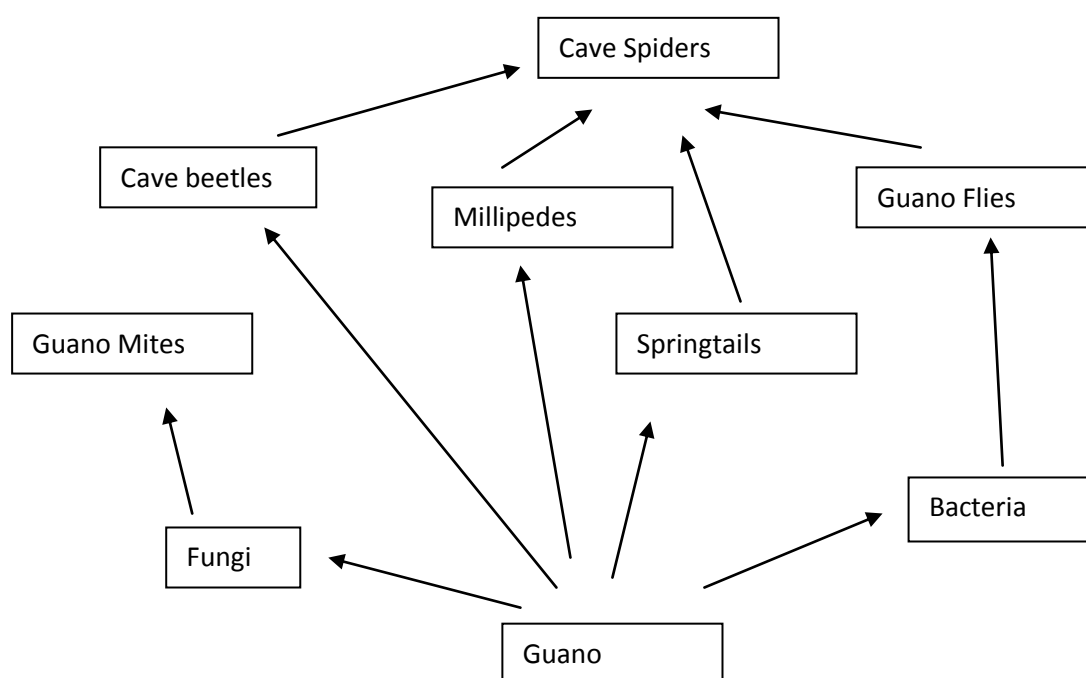 Cave Spiders
Cave beetles
Millipedes
Guano Flies
Guano Mites
Springtails
Bacteria
Fungi
Guano